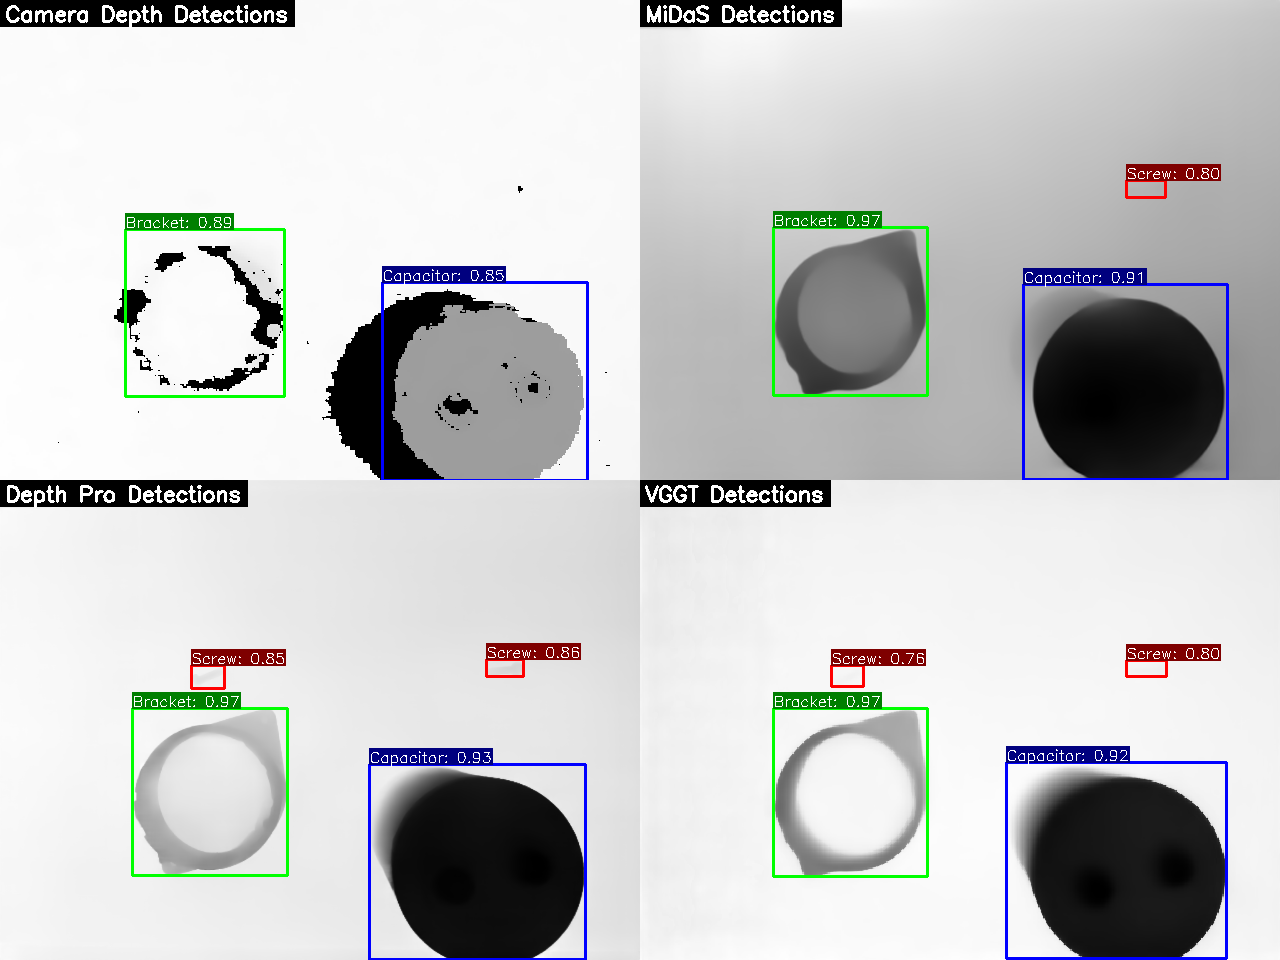 Camera Depth Detections
Bracket: 0.89
Capacitor: 0.85
MiDaS Detections
Screw: 0.80
Bracket: 0.97
Capacitor: 0.91
Depth Pro Detections
Screw: 0.85
Screw: 0.86
Bracket: 0.97
Capacitor: 0.93
VGGT Detections
Screw: 0.76
Screw: 0.80
Bracket: 0.97
Capacitor: 0.92